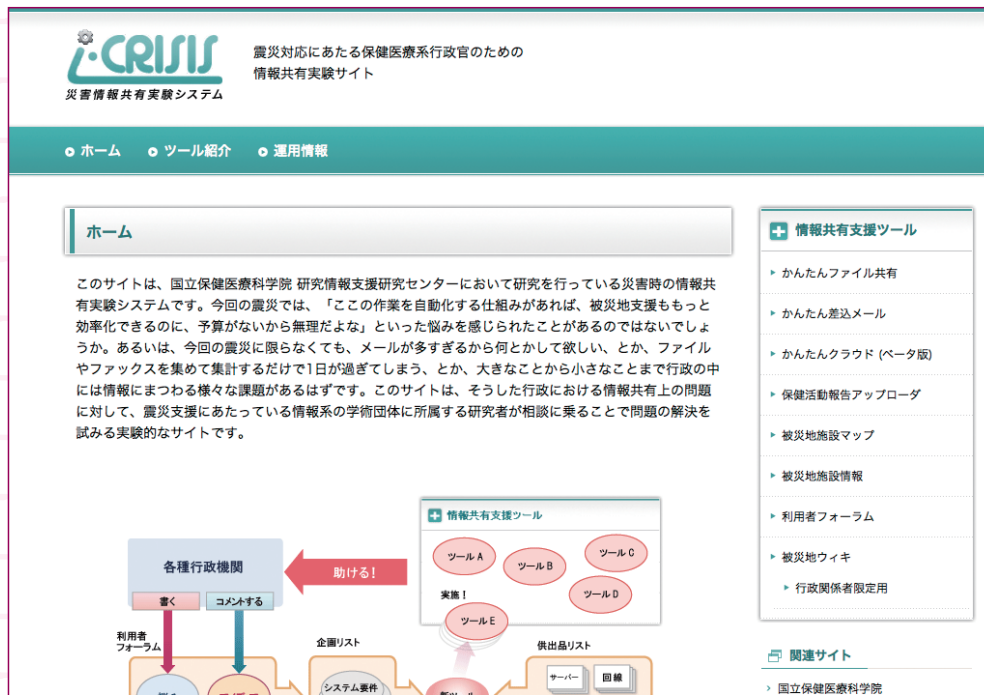 i・CRISIS
災害情報共有実験システム
震災対応にあたる保健医療系行政官のための
情報共有実験サイト
ホーム
ツール紹介
運用情報
ホーム
このサイトは、国立保健医療科学院 研究情報支援研究センターにおいて研究を行っている災害時の情報共
有実験システムです。今回の震災では、「ここの作業を自動化する仕組みがあれば、被災地支援ももっと
効率化できるのに、予算がないから無理だよな」といった悩みを感じられたことがあるのではないでしょ
うか。あるいは、今回の震災に限らなくても、メールが多すぎるから何とかして欲しい、とか、ファイル
やファックスを集めて集計するだけで1日が過ぎてしまう、とか、大きなことから小さなことまで行政の中
には情報にまつわる様々な課題があるはずです。このサイトは、そうした行政における情報共有上の問題
に対して、震災支援にあたっている情報系の学術団体に所属する研究者が相談に乗ることで問題の解決を
試みる実験的なサイトです。
情報共有支援ツール
ツール A
ツール B
ツール C
ツール D
実施！
ツール E
各種行政機関
助ける！
書く
コメントする
利用者
フォーラム
企画リスト
供出品リスト
システム要件
サーバー
回線
情報共有支援ツール
かんたんファイル共有
かんたん差込メール
かんたんクラウド (ベータ版)
保健活動報告アップローダ
被災地施設マップ
被災地施設情報
利用者フォーラム
被災地ウィキ
行政関係者限定用
関連サイト
国立保健医療科学院